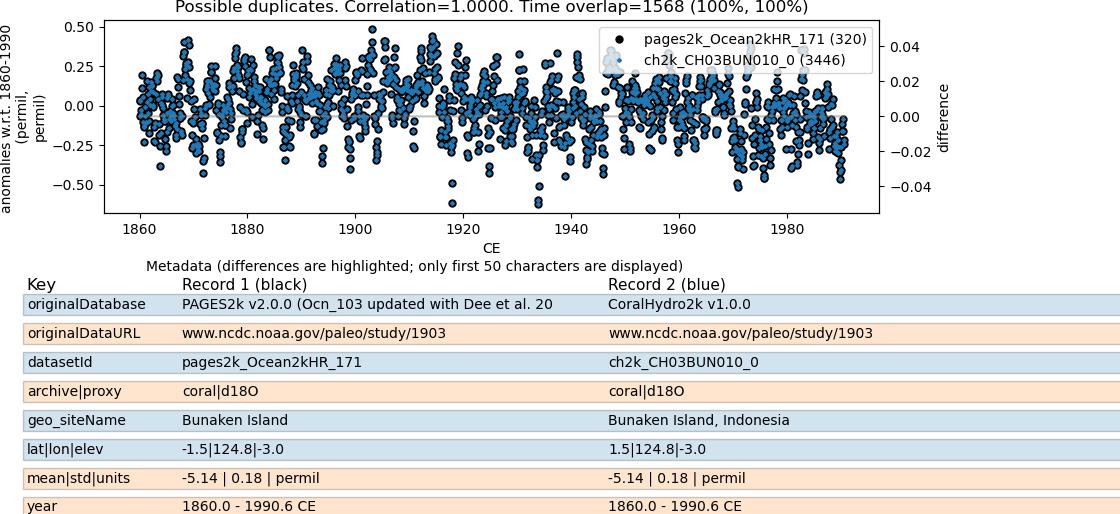 Possible duplicates. Correlation=1.0000. Time overlap=1568 (100%, 100%)
anomalies w.r.t. 1860-1990
(permil,
permil)
0.50
0.25
0.00
−0.25
−0.50
pages2k_Ocean2kHR_171 (320)
ch2k_CH03BUN010_0 (3446)
0.04
0.02
0.00
−0.02
−0.04
difference
1860 1880 1900 1920 1940 1960 1980
CE
Metadata (differences are highlighted; only first 50 characters are displayed)
Key Record 1 (black) Record 2 (blue)
originalDatabase PAGES2k v2.0.0 (Ocn_103 updated with Dee et al. 20 CoralHydro2k v1.0.0
originalDataURL www.ncdc.noaa.gov/paleo/study/1903 www.ncdc.noaa.gov/paleo/study/1903
datasetId pages2k_Ocean2kHR_171 ch2k_CH03BUN010_0
archive|proxy coral|d18O coral|d18O
geo_siteName Bunaken Island Bunaken Island, Indonesia
lat|lon|elev -1.5|124.8|-3.0 1.5|124.8|-3.0
mean|std|units -5.14 | 0.18 | permil -5.14 | 0.18 | permil
year 1860.0 - 1990.6 CE 1860.0 - 1990.6 CE